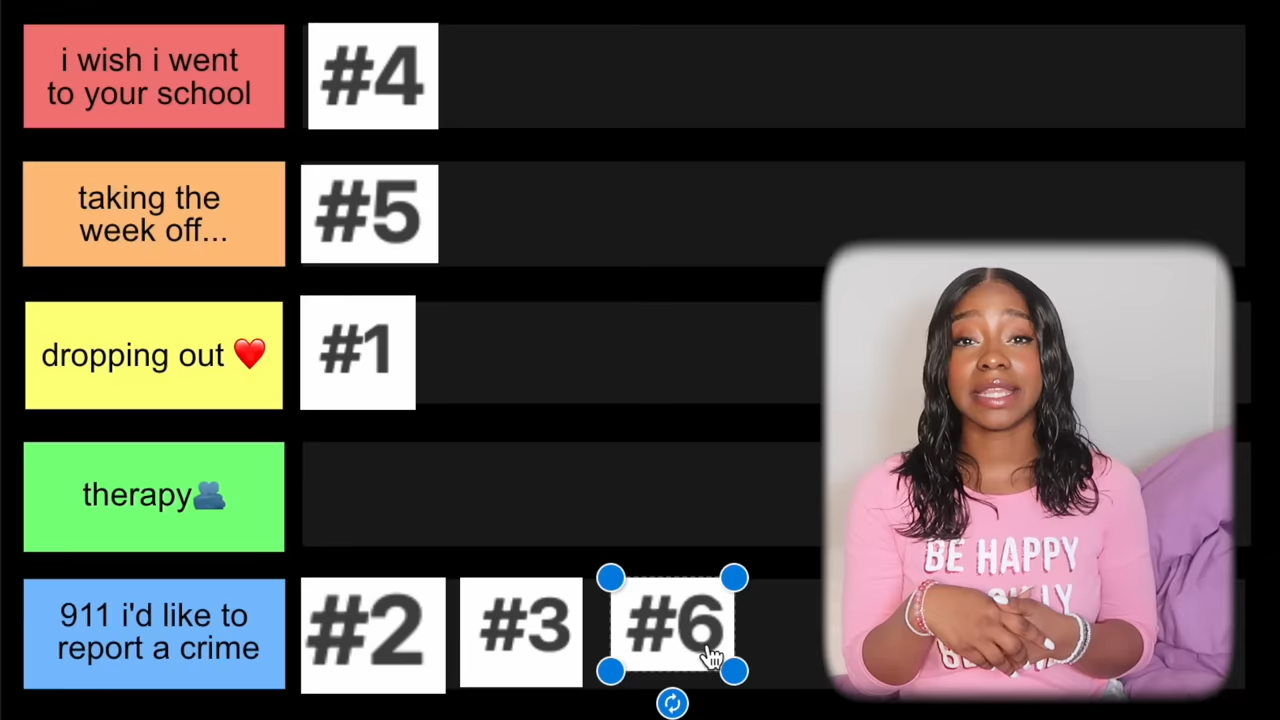 i wish i went
to your school
#4
taking the
week off...
#5
dropping out ❤️
#1
therapy🫂
911 i'd like to
report a crime
#2
#3
#6
BE HAPPY